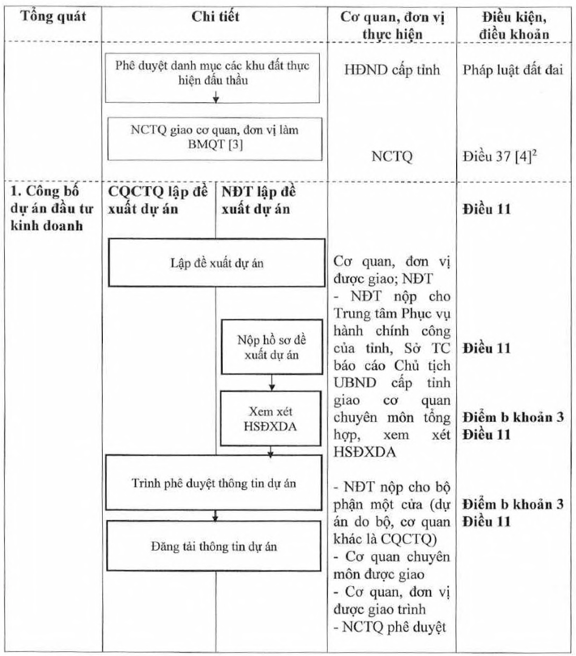 Tổng quát
Chi tiết
Cơ quan, đơn vị
thực hiện
Điều kiện,
điều khoản
Phê duyệt danh mục các khu đất thực
hiện đấu thầu
HĐND cấp tỉnh
Pháp luật đất đai
NCTQ giao cơ quan, đơn vị làm
BMQT [3]
NCTQ
Điều 37 [4]²
1. Công bố
dự án đầu tư
kinh doanh
CQCTQ lập đề
xuất dự án
NĐT lập đề
xuất dự án
Điều 11
Lập đề xuất dự án
Nộp hồ sơ đề
xuất dự án
Xem xét
HSĐXDA
Trình phê duyệt thông tin dự án
Đăng tải thông tin dự án
Cơ quan, đơn vị
được giao; NĐT
- NĐT nộp cho
Trung tâm Phục vụ
hành chính công
của tỉnh, Sở TC
báo cáo Chủ tịch
UBND cấp tỉnh
giao cơ quan
chuyên môn tổng
hợp, xem xét
HSĐXDA
- NĐT nộp cho bộ
phận một cửa (dự
án do bộ, cơ quan
khác là CQCTQ)
- Cơ quan chuyên
môn được giao
- Cơ quan, đơn vị
được giao trình
- NCTQ phê duyệt
Điều 11
Điểm b khoản 3
Điều 11
Điểm b khoản 3
Điều 11